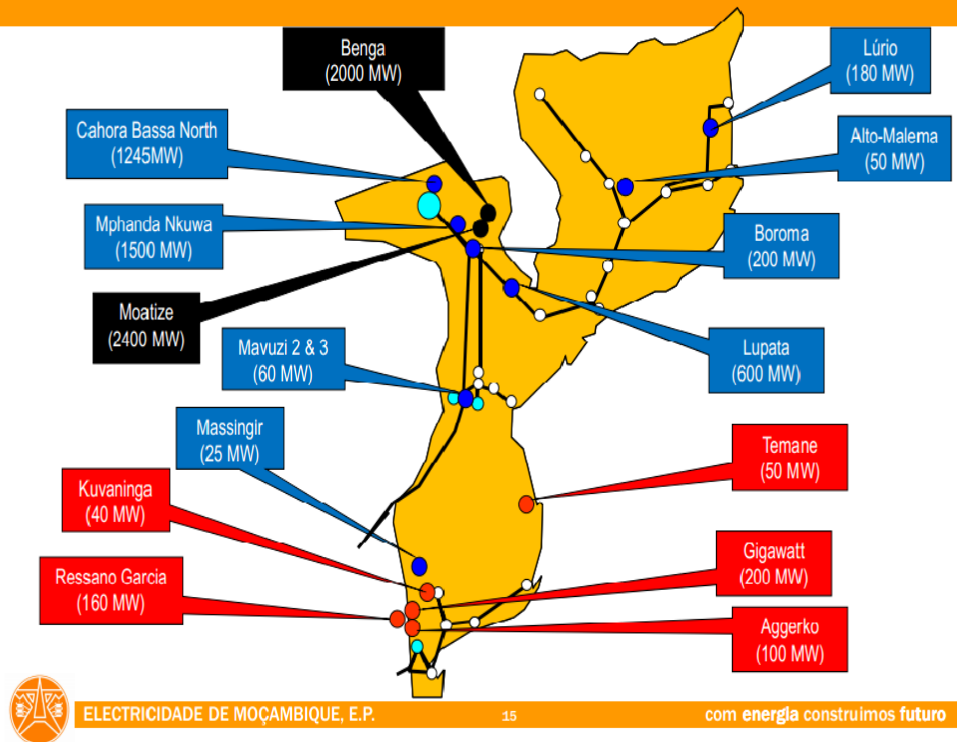 Benga
(2000 MW)
Lúrio
(180 MW)
Cahora Bassa North
(1245MW)
Alto-Malema
(50 MW)
Mphanda Nkuwa
(1500 MW)
Boroma
(200 MW)
Moatize
(2400 MW)
Mavuzi 2 & 3
(60 MW)
Lupata
(600 MW)
Massingir
(25 MW)
Temane
(50 MW)
Kuvaninga
(40 MW)
Gigawatt
(200 MW)
Ressano Garcia
(160 MW)
Aggerko
(100 MW)
ELECTRICIDADE DE MOÇAMBIQUE, E.P.
15
com energia construimos futuro